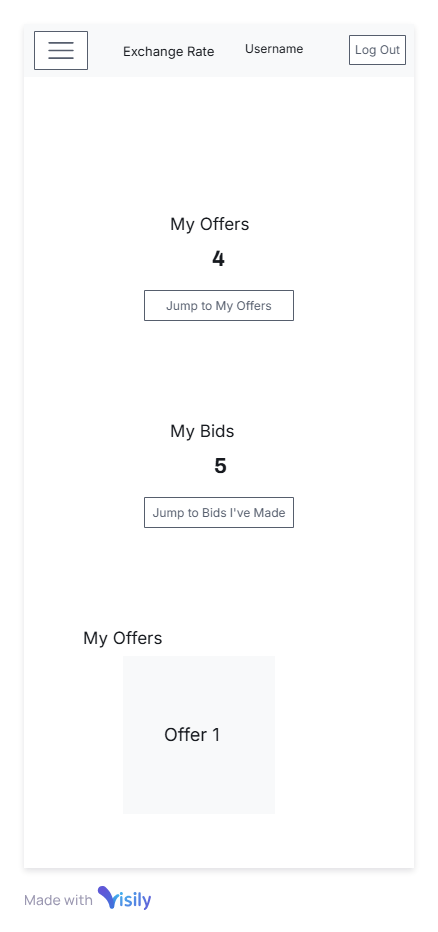 Exchange Rate Username Log Out
My Offers
4
Jump to My Offers
My Bids
5
Jump to Bids I've Made
My Offers
Offer 1
Made with Visily